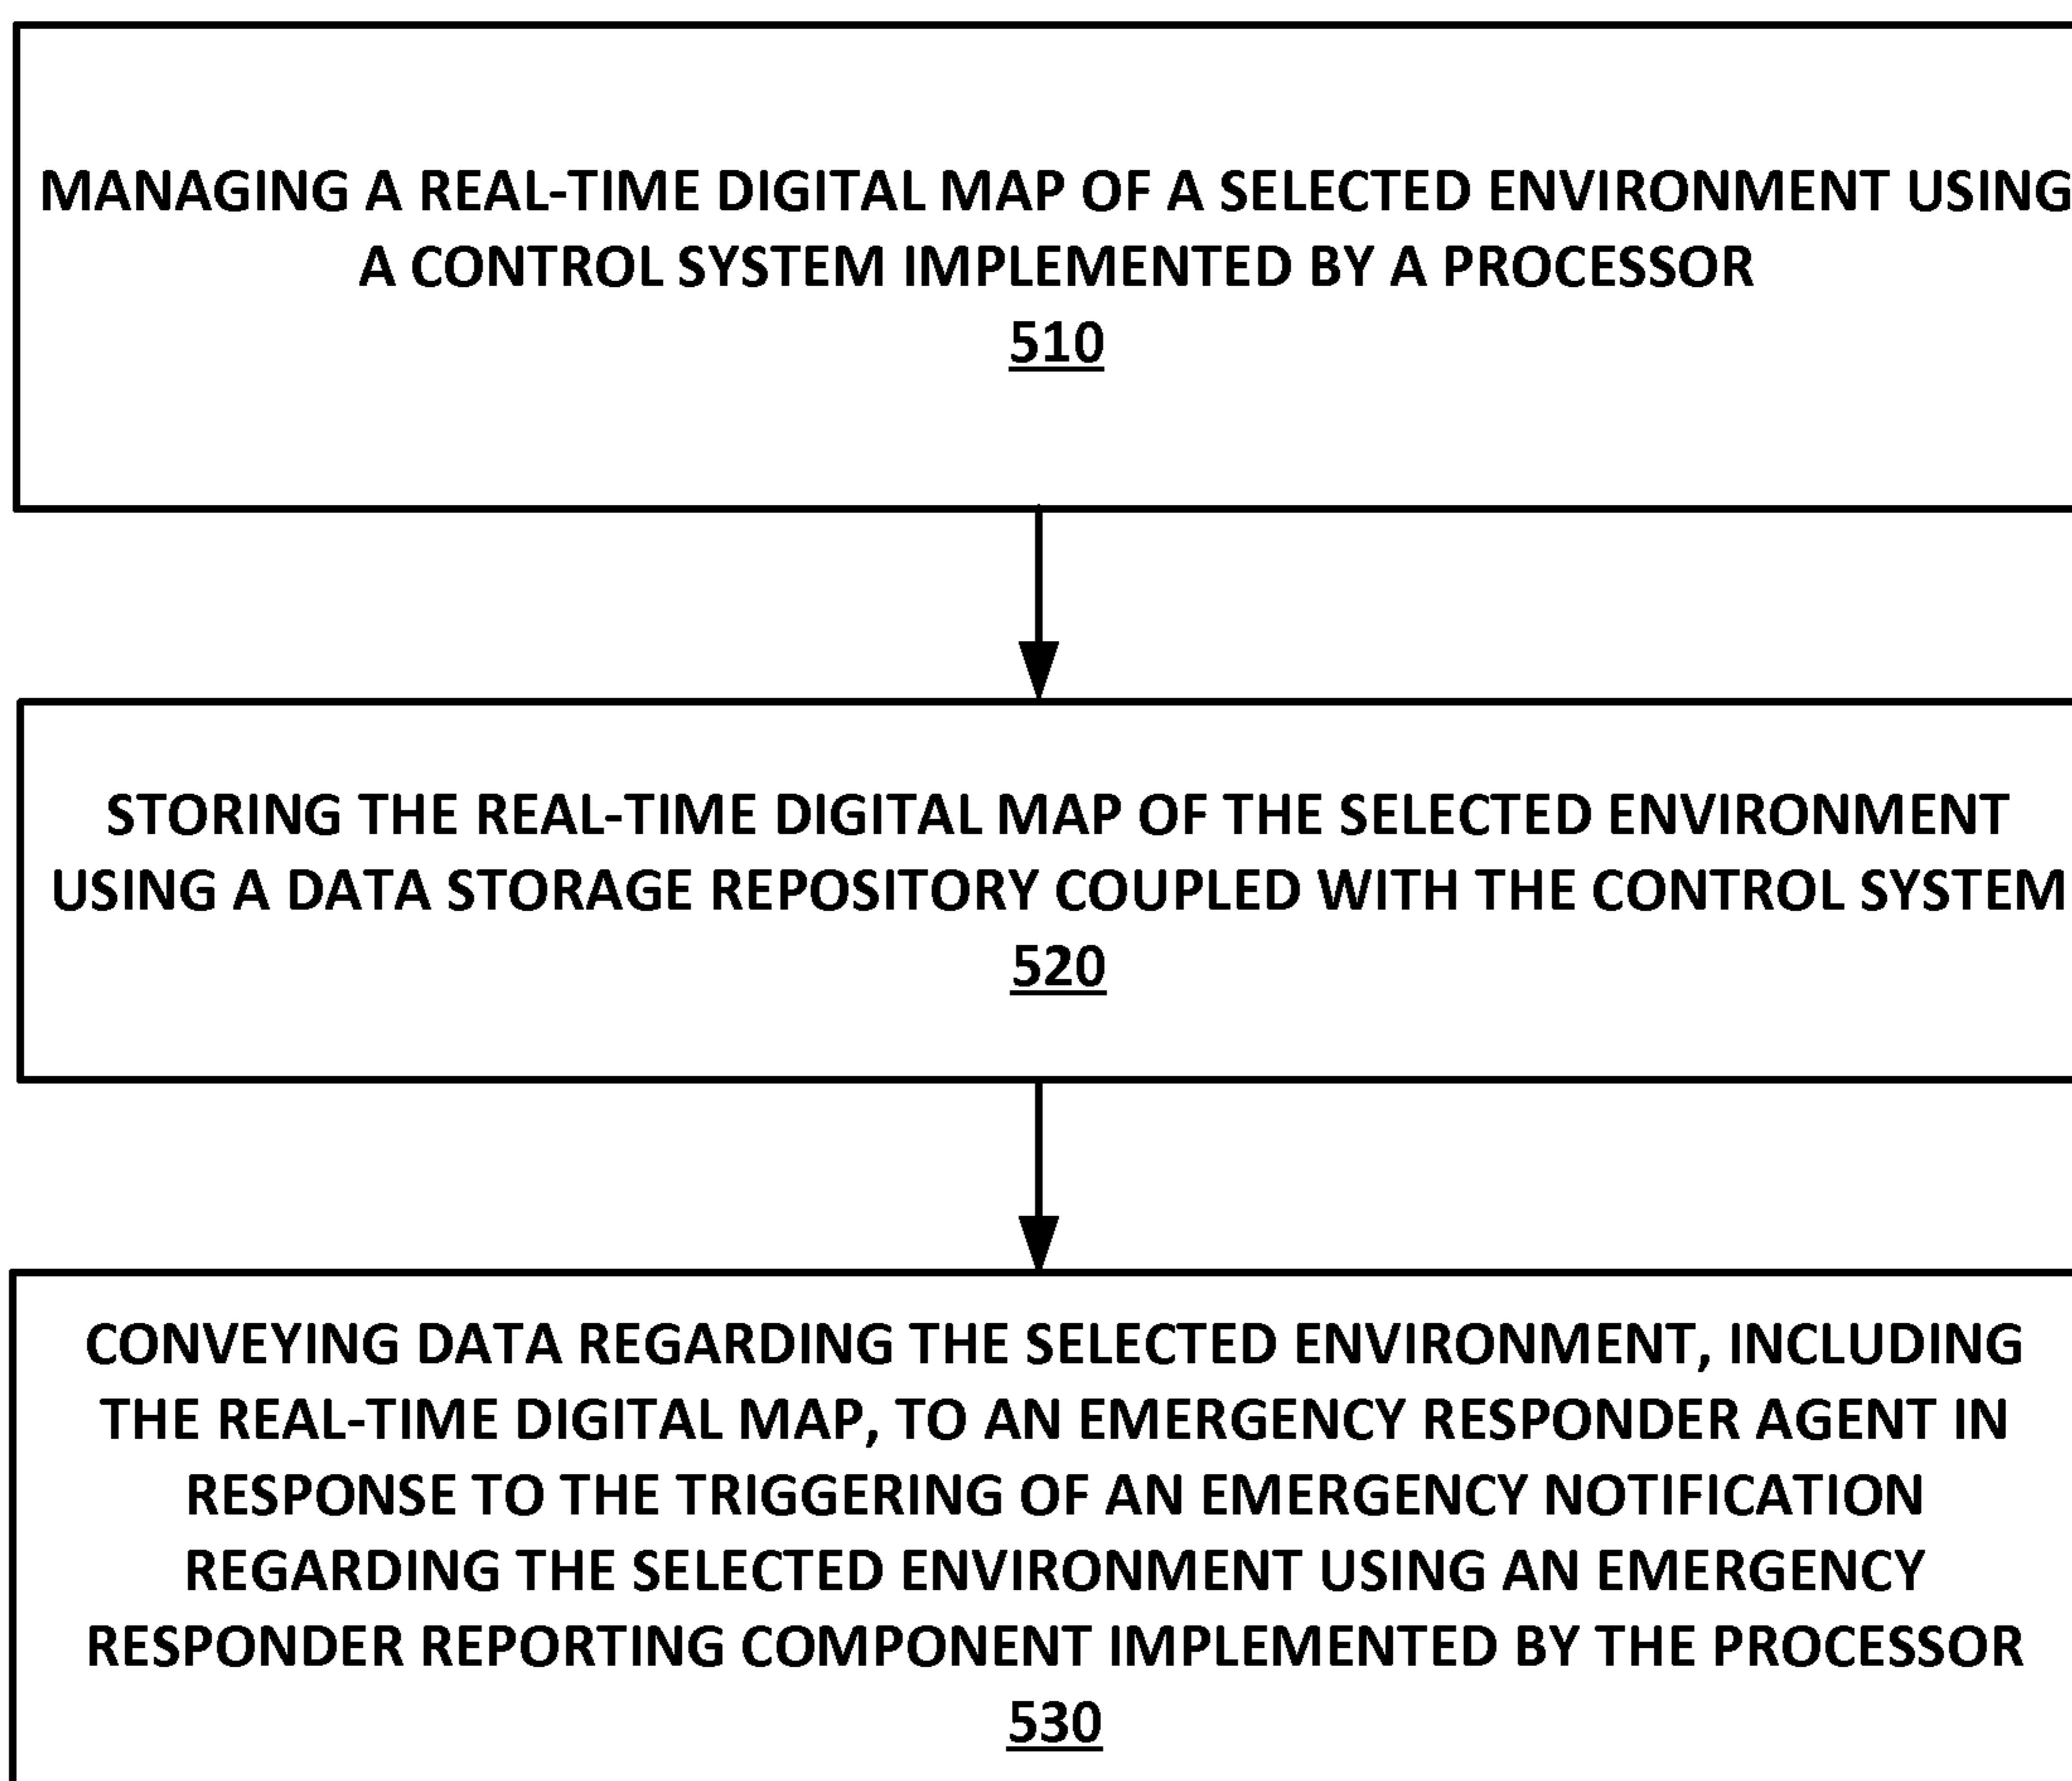 MANAGING A REAL-TIME DIGITAL MAP OF A SELECTED ENVIRONMENT USING
A CONTROL SYSTEM IMPLEMENTED BY A PROCESSOR
510
STORING THE REAL-TIME DIGITAL MAP OF THE SELECTED ENVIRONMENT
USING A DATA STORAGE REPOSITORY COUPLED WITH THE CONTROL SYSTEM
520
CONVEYING DATA REGARDING THE SELECTED ENVIRONMENT, INCLUDING
THE REAL-TIME DIGITAL MAP, TO AN EMERGENCY RESPONDER AGENT IN
RESPONSE TO THE TRIGGERING OF AN EMERGENCY NOTIFICATION
REGARDING THE SELECTED ENVIRONMENT USING AN EMERGENCY
RESPONDER REPORTING COMPONENT IMPLEMENTED BY THE PROCESSOR
530